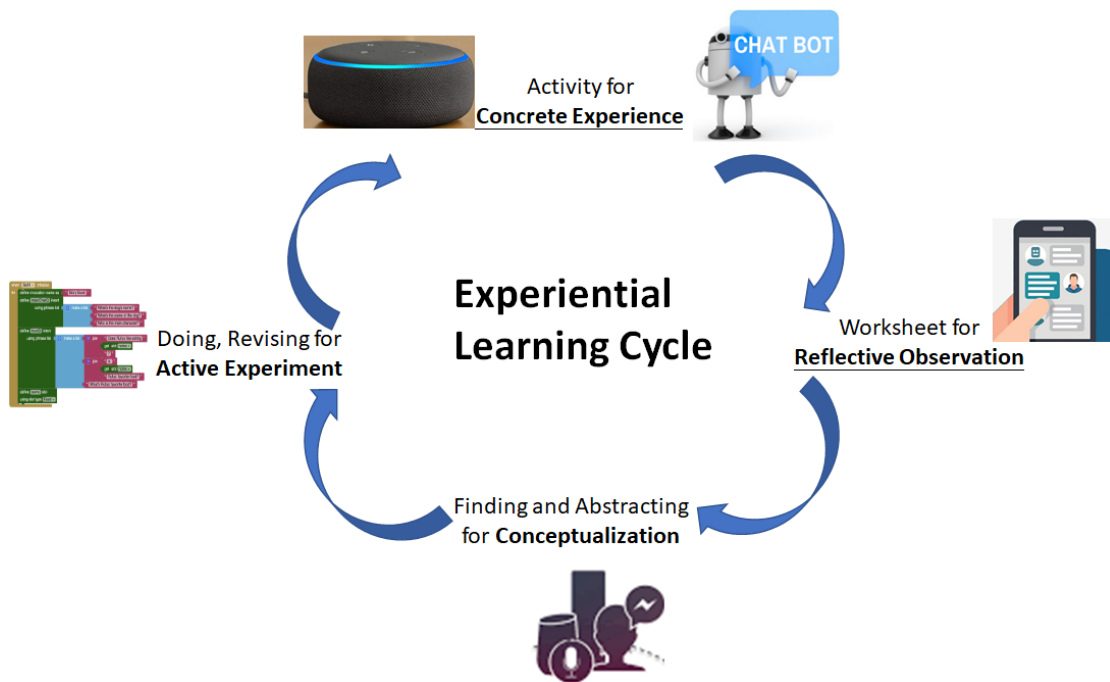 CHAT BOT
Activity for
Concrete Experience
Experiential
Learning Cycle
Worksheet for
Reflective Observation
Doing, Revising for
Active Experiment
Finding and Abstracting
for Conceptualization